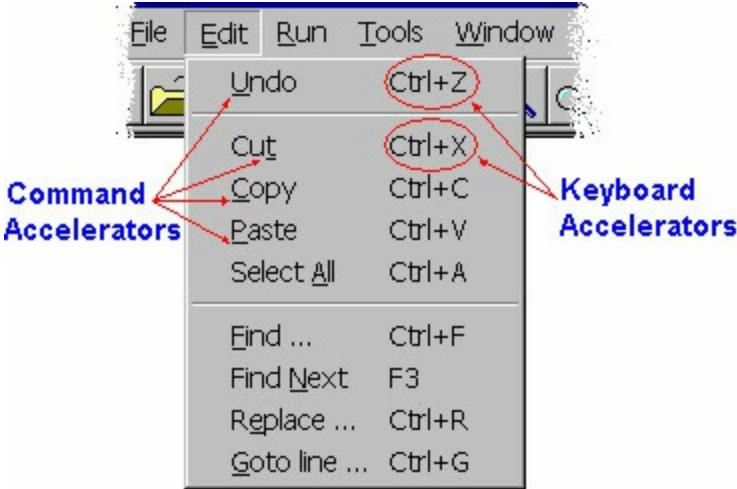 File Edit Run Tools Window
Undo Ctrl+Z
Cut Ctrl+X
Copy Ctrl+C
Command Accelerators
Keyboard Accelerators
Paste Ctrl+V
Select All Ctrl+A
Find ... Ctrl+F
Find Next F3
Replace ... Ctrl+R
Goto line ... Ctrl+G